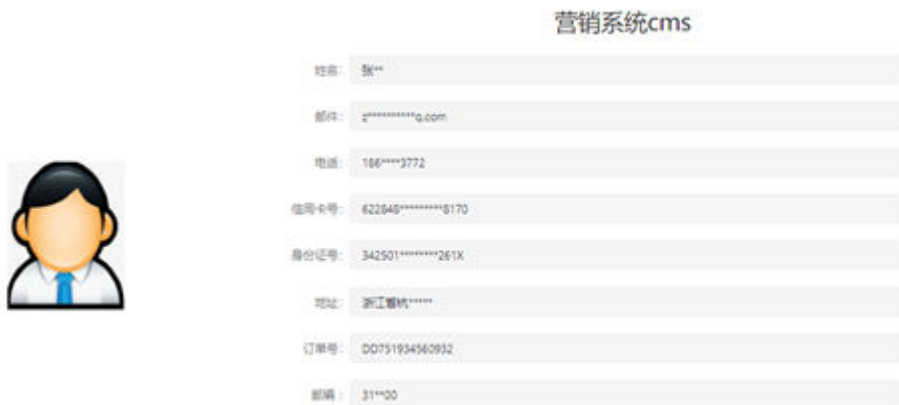 营销系统cms
姓名: 张**
邮件: z***********q.com
电话: 186****3772
信用卡号: 622848*********8170
身份证号: 342501********261X
地址: 浙江省杭*****
订单号: DD751934560932
邮编: 31**00